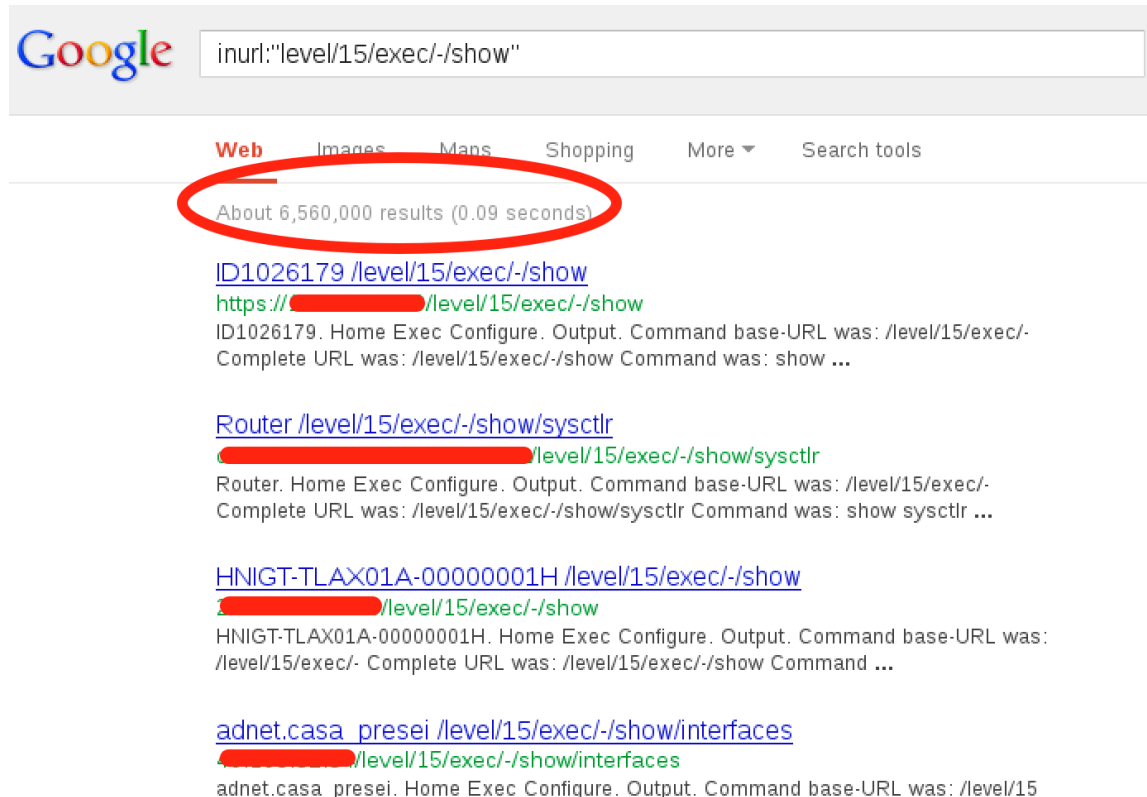 Google
inurl:"level/15/exec/-/show"
Web Images Maps Shopping More Search tools
About 6,560,000 results (0.09 seconds)
ID1026179 /level/15/exec/-/show
https:// /level/15/exec/-/show
ID1026179. Home Exec Configure. Output. Command base-URL was: /level/15/exec/-
Complete URL was: /level/15/exec/-/show Command was: show ...
Router /level/15/exec/-/show/sysctlr
/level/15/exec/-/show/sysctlr
Router. Home Exec Configure. Output. Command base-URL was: /level/15/exec/-
Complete URL was: /level/15/exec/-/show/sysctlr Command was: show sysctlr ...
HNIGT-TLAX01A-00000001H /level/15/exec/-/show
/level/15/exec/-/show
HNIGT-TLAX01A-00000001H. Home Exec Configure. Output. Command base-URL was:
/level/15/exec/- Complete URL was: /level/15/exec/-/show Command ...
adnet.casa_presei /level/15/exec/-/show/interfaces
/level/15/exec/-/show/interfaces
adnet.casa_presei. Home Exec Configure. Output. Command base-URL was: /level/15